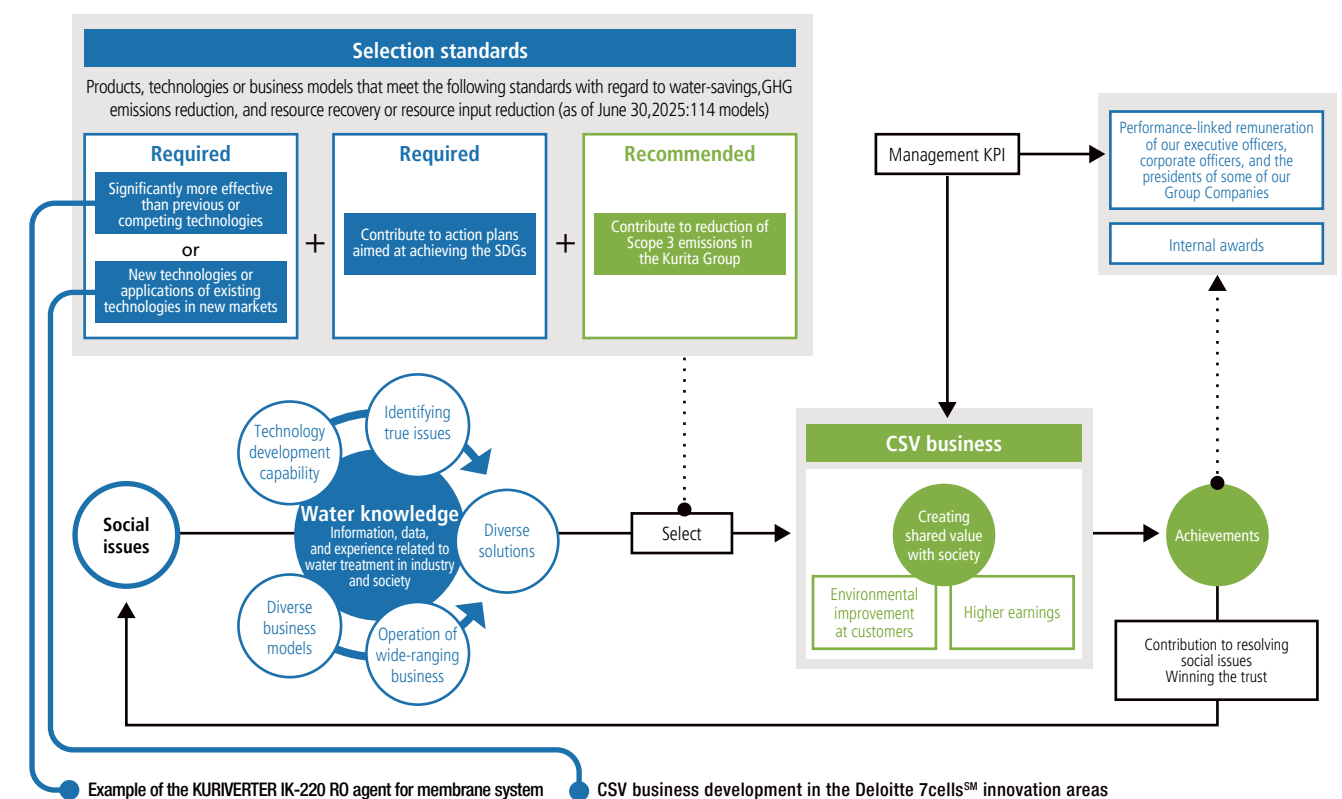 Selection standards
Products, technologies or business models that meet the following standards with regard to water-savings,GHG
emissions reduction, and resource recovery or resource input reduction (as of June 30,2025:114 models)
Required
Significantly more effective
than previous or
competing technologies
or
New technologies or
applications of existing
technologies in new markets
+
Required
Contribute to action plans
aimed at achieving the SDGs
+
Recommended
Contribute to reduction of
Scope 3 emissions in
the Kurita Group
Management KPI
Performance-linked remuneration
of our executive officers,
corporate officers, and the
presidents of some of our
Group Companies
Internal awards
Social
issues
Technology
development
capability
Identifying
true issues
Water knowledge
Information, data,
and experience related to
water treatment in industry
and society
Diverse
solutions
Diverse
business
models
Operation of
wide-ranging
business
Select
CSV business
Creating
shared value
with society
Environmental
improvement
at customers
Higher earnings
Achievements
Contribution to resolving
social issues
Winning the trust
Example of the KURIVERTER IK-220 RO agent for membrane system
CSV business development in the Deloitte 7cells℠ innovation areas